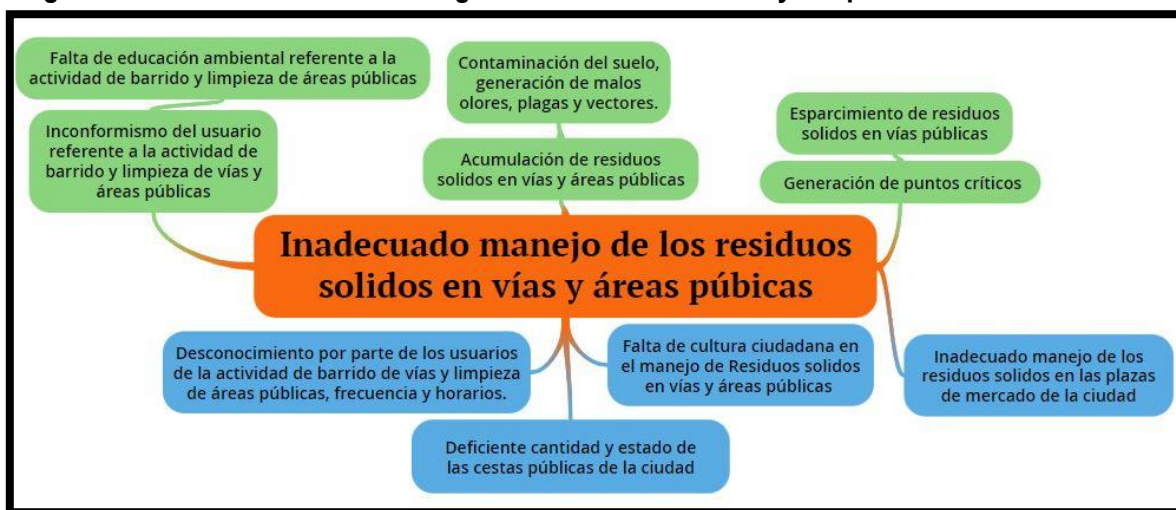 Falta de educación ambiental referente a la
actividad de barrido y limpieza de áreas públicas
Inconformismo del usuario
referente a la actividad de
barrido y limpieza de vías y
áreas públicas
Contaminación del suelo,
generación de malos
olores, plagas y vectores.
Acumulación de residuos
solidos en vías y áreas públicas
Esparcimiento de residuos
solidos en vías públicas
Generación de puntos críticos
Inadecuado manejo de los residuos
solidos en vías y áreas púbicas
Desconocimiento por parte de los usuarios
de la actividad de barrido de vías y limpieza
de áreas públicas, frecuencia y horarios.
Falta de cultura ciudadana en
el manejo de Residuos solidos
en vías y áreas públicas
Inadecuado manejo de los
residuos solidos en las plazas
de mercado de la ciudad
Deficiente cantidad y estado de
las cestas públicas de la ciudad